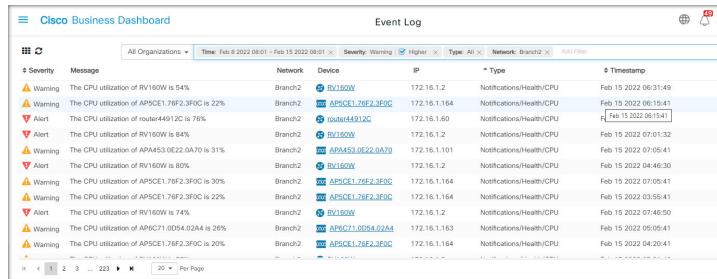 Cisco Business Dashboard
Event Log
49
All Organizations
Time: Feb 8 2022 08:01 – Feb 15 2022 08:01 ×
Severity: Warning Higher ×
Type: All ×
Network: Branch2 ×
Add Filter
Severity Message Network Device IP Type Timestamp
Warning The CPU utilization of RV160W is 54% Branch2 RV160W 172.16.1.2 Notifications/Health/CPU Feb 15 2022 06:31:49
Warning The CPU utilization of AP5CE1.76F2.3F0C is 22% Branch2 AP5CE1.76F2.3F0C 172.16.1.164 Notifications/Health/CPU Feb 15 2022 06:15:41
Feb 15 2022 06:15:41
Alert The CPU utilization of router44912C is 76% Branch2 router44912C 172.16.1.60 Notifications/Health/CPU
Alert The CPU utilization of RV160W is 84% Branch2 RV160W 172.16.1.2 Notifications/Health/CPU Feb 15 2022 07:01:32
Warning The CPU utilization of APA453.0E22.0A70 is 31% Branch2 APA453.0E22.0A70 172.16.1.101 Notifications/Health/CPU Feb 15 2022 07:05:41
Alert The CPU utilization of RV160W is 80% Branch2 RV160W 172.16.1.2 Notifications/Health/CPU Feb 15 2022 04:46:30
Warning The CPU utilization of AP5CE1.76F2.3F0C is 30% Branch2 AP5CE1.76F2.3F0C 172.16.1.164 Notifications/Health/CPU Feb 15 2022 07:05:41
Warning The CPU utilization of AP5CE1.76F2.3F0C is 22% Branch2 AP5CE1.76F2.3F0C 172.16.1.164 Notifications/Health/CPU Feb 15 2022 03:55:41
Alert The CPU utilization of RV160W is 74% Branch2 RV160W 172.16.1.2 Notifications/Health/CPU Feb 15 2022 07:46:50
Warning The CPU utilization of AP6C71.0D54.02A4 is 26% Branch2 AP6C71.0D54.02A4 172.16.1.163 Notifications/Health/CPU Feb 15 2022 05:05:41
Warning The CPU utilization of AP5CE1.76F2.3F0C is 20% Branch2 AP5CE1.76F2.3F0C 172.16.1.164 Notifications/Health/CPU Feb 15 2022 04:20:41
1 2 3 ... 223 20 Per Page